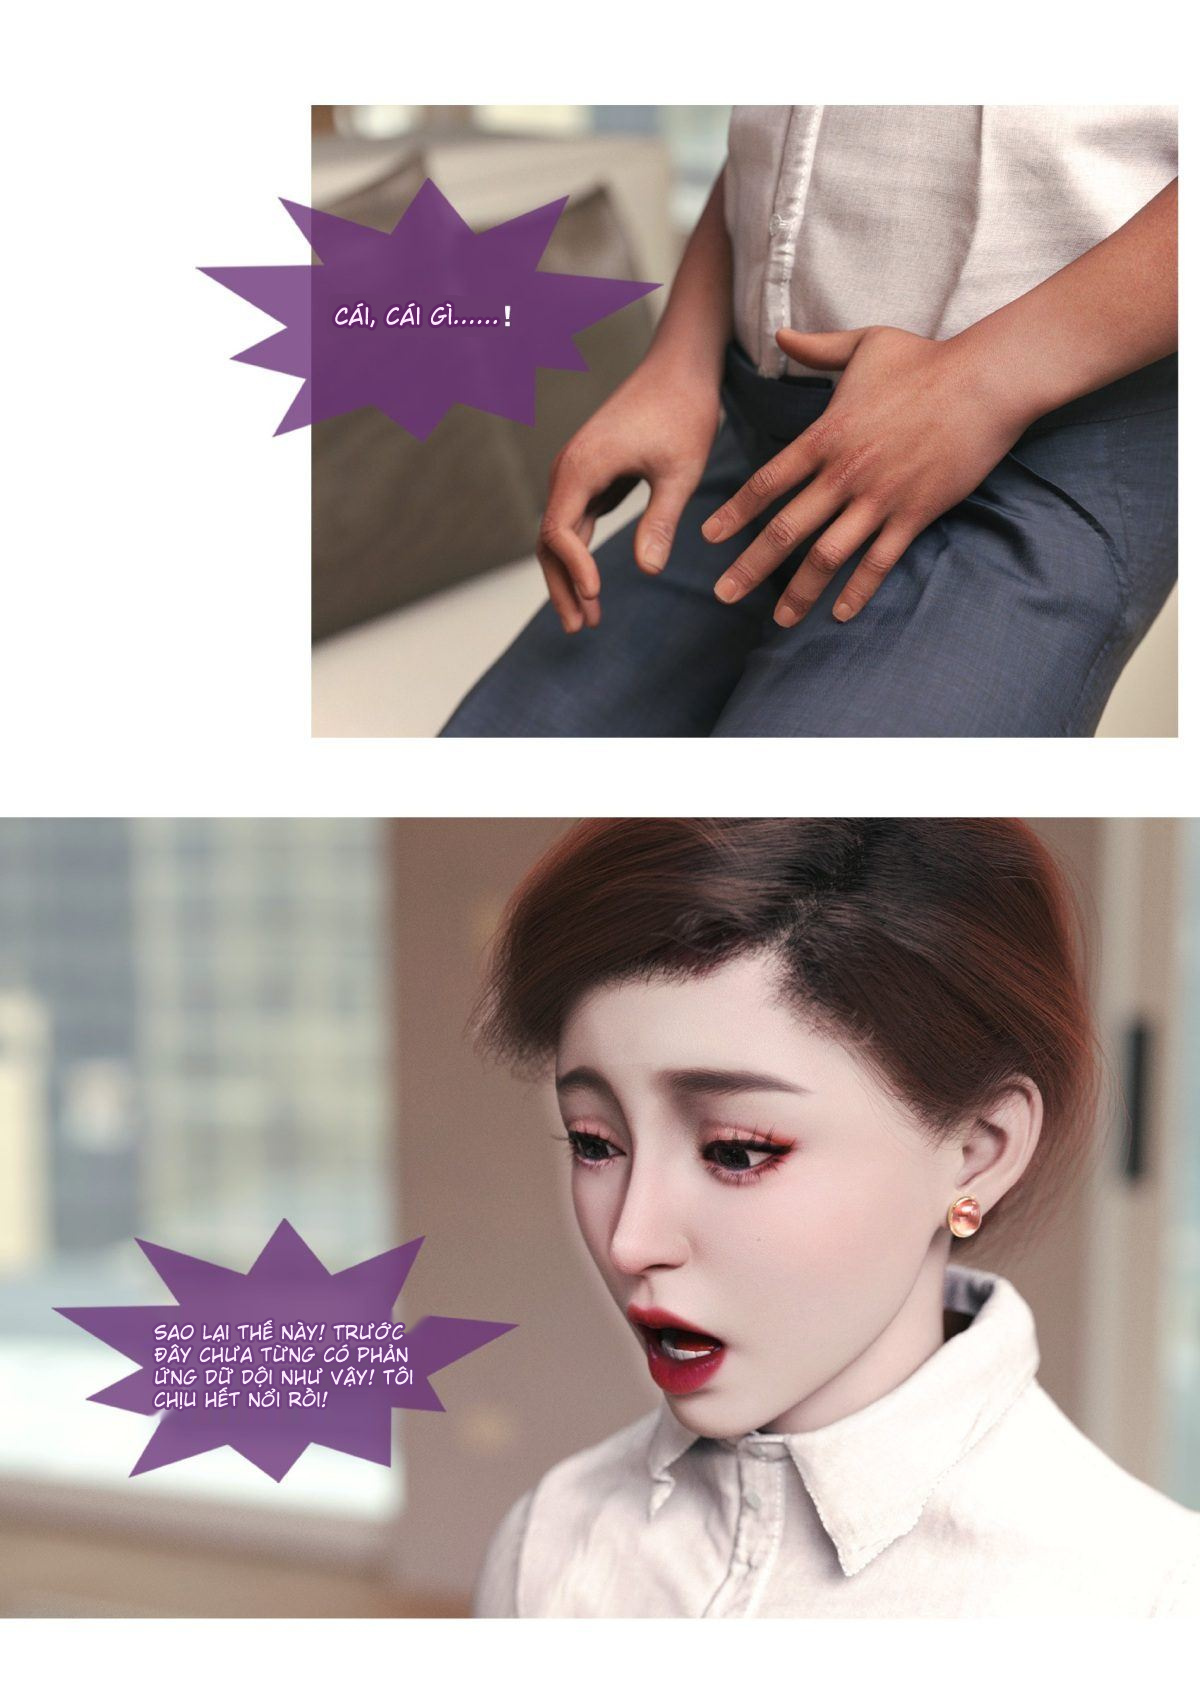 CÁI, CÁI GÌ......!
SAO LẠI THẾ NÀY! TRƯỚC
ĐÂY CHƯA TỪNG CÓ PHẢN
ỨNG DỮ DỘI NHƯ VẬY! TÔI
CHỊU HẾT NỔI RỒI!